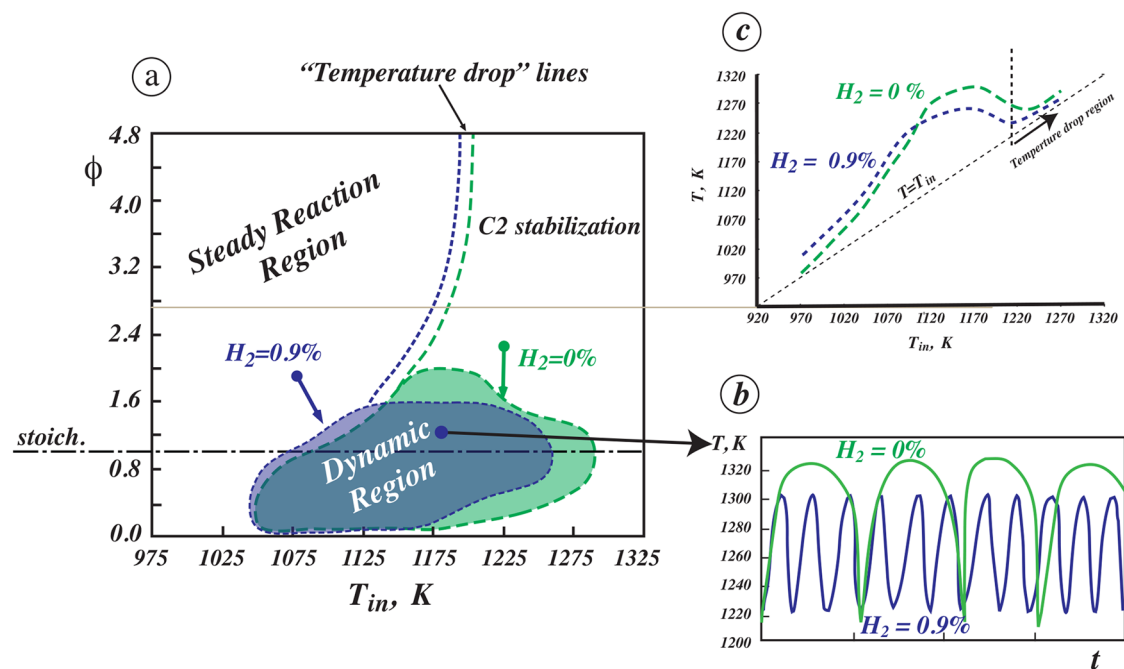 a
“Temperature drop” lines
4.8
ϕ
4.0
3.2
2.4
1.6
0.8
0.0
stoich.
Steady Reaction
Region
C2 stabilization
H2=0.9%
H2=0%
Dynamic
Region
975 1025 1075 1125 1175 1225 1275 1325
Tin, K
c
1320
1270
1220
1170
1120
1070
1020
970
T, K
H2 = 0 %
H2 = 0.9%
T=Tin
Temperture drop region
920 970 1020 1070 1170 1220 1270 1320
Tin, K
b
T, K
1320
1300
1280
1260
1240
1220
1200
H2 = 0%
H2 = 0.9%
t